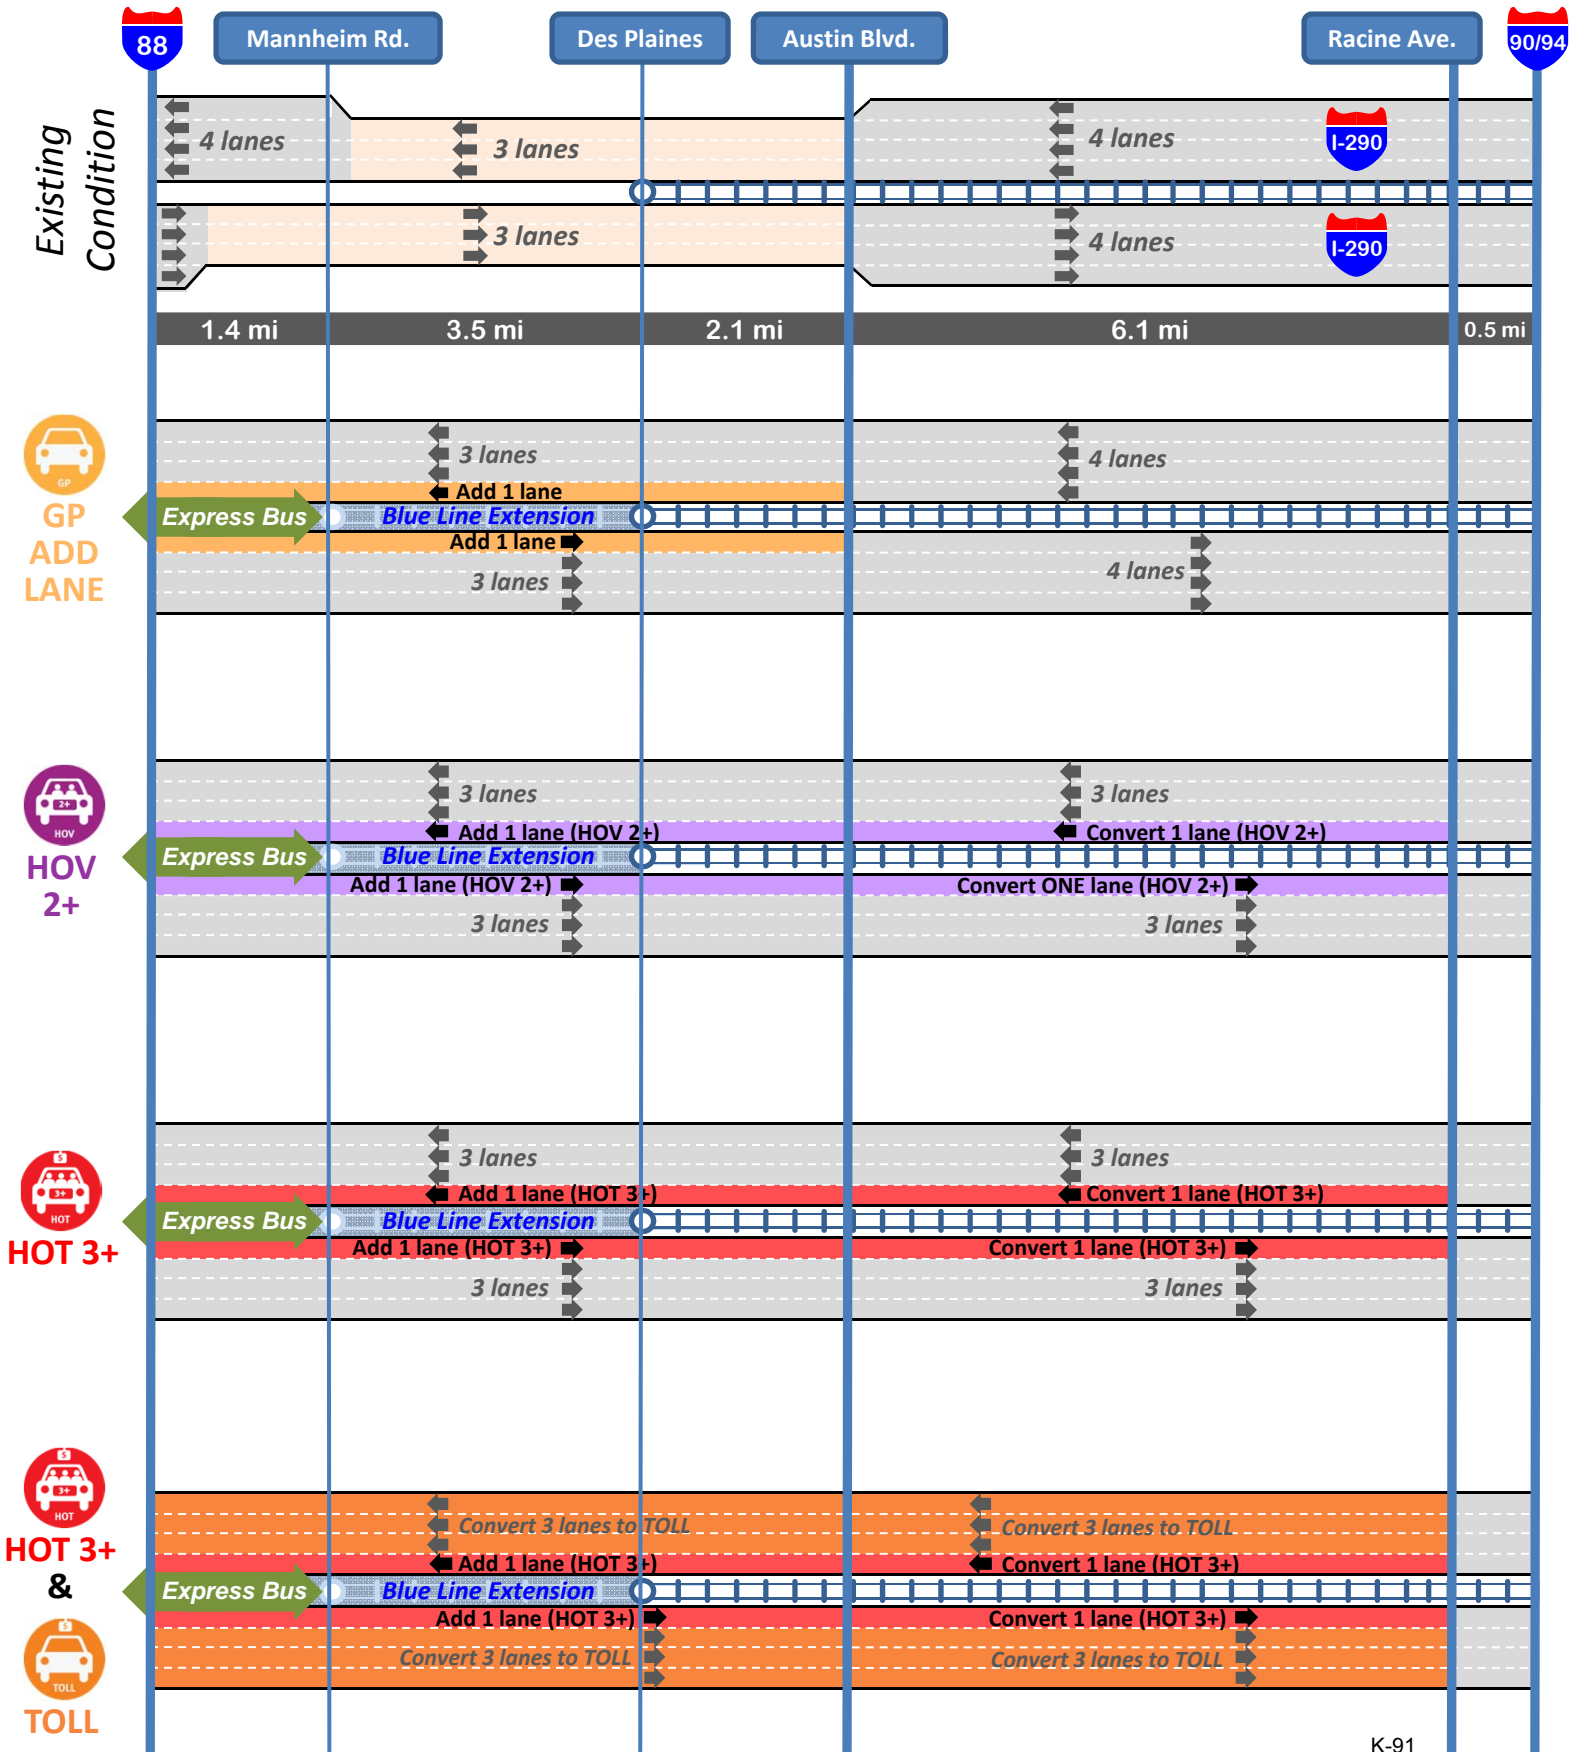 88
Mannheim Rd.
Des Plaines
Austin Blvd.
Racine Ave.
90/94
Existing
Condition
4 lanes
3 lanes
4 lanes
I-290
3 lanes
4 lanes
I-290
1.4 mi
3.5 mi
2.1 mi
6.1 mi
0.5 mi
GP
GP
ADD
LANE
3 lanes
4 lanes
Add 1 lane
Express Bus
Blue Line Extension
Add 1 lane
3 lanes
4 lanes
2+
HOV
HOV
2+
3 lanes
3 lanes
Add 1 lane (HOV 2+)
Convert 1 lane (HOV 2+)
Express Bus
Blue Line Extension
Add 1 lane (HOV 2+)
Convert ONE lane (HOV 2+)
3 lanes
3 lanes
$
3+
HOT
HOT 3+
3 lanes
3 lanes
Add 1 lane (HOT 3+)
Convert 1 lane (HOT 3+)
Express Bus
Blue Line Extension
Add 1 lane (HOT 3+)
Convert 1 lane (HOT 3+)
3 lanes
3 lanes
$
3+
HOT
HOT 3+
&
$
TOLL
TOLL
Convert 3 lanes to TOLL
Convert 3 lanes to TOLL
Add 1 lane (HOT 3+)
Convert 1 lane (HOT 3+)
Express Bus
Blue Line Extension
Add 1 lane (HOT 3+)
Convert 1 lane (HOT 3+)
Convert 3 lanes to TOLL
Convert 3 lanes to TOLL
K-91